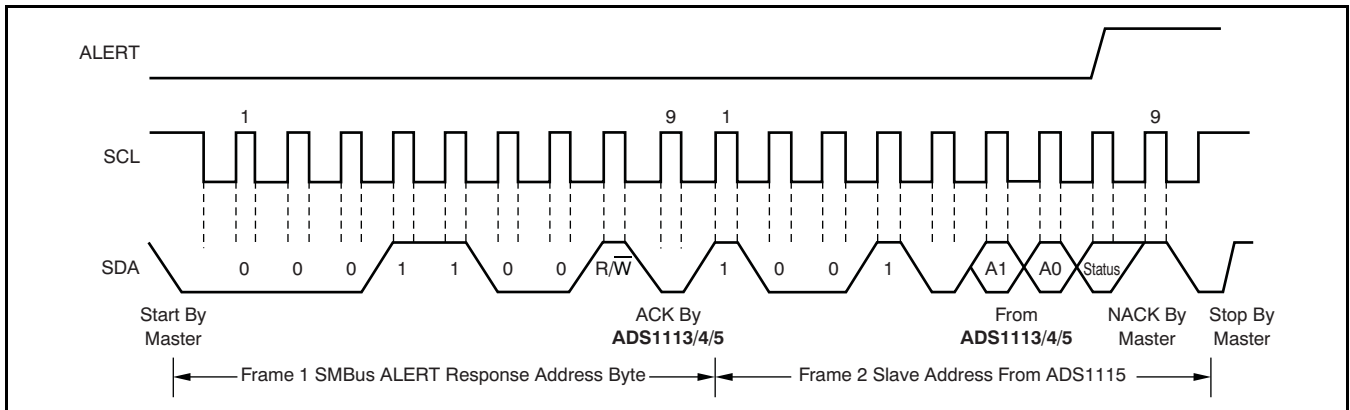 ALERT
1 9 1 9
SCL
SDA
0 0 0 1 1 0 0 R/W̅ 1 0 0 1 A1 A0 Status
Start By Master
ACK By ADS1113/4/5
From ADS1113/4/5
NACK By Master
Stop By Master
Frame 1 SMBus ALERT Response Address Byte
Frame 2 Slave Address From ADS1115